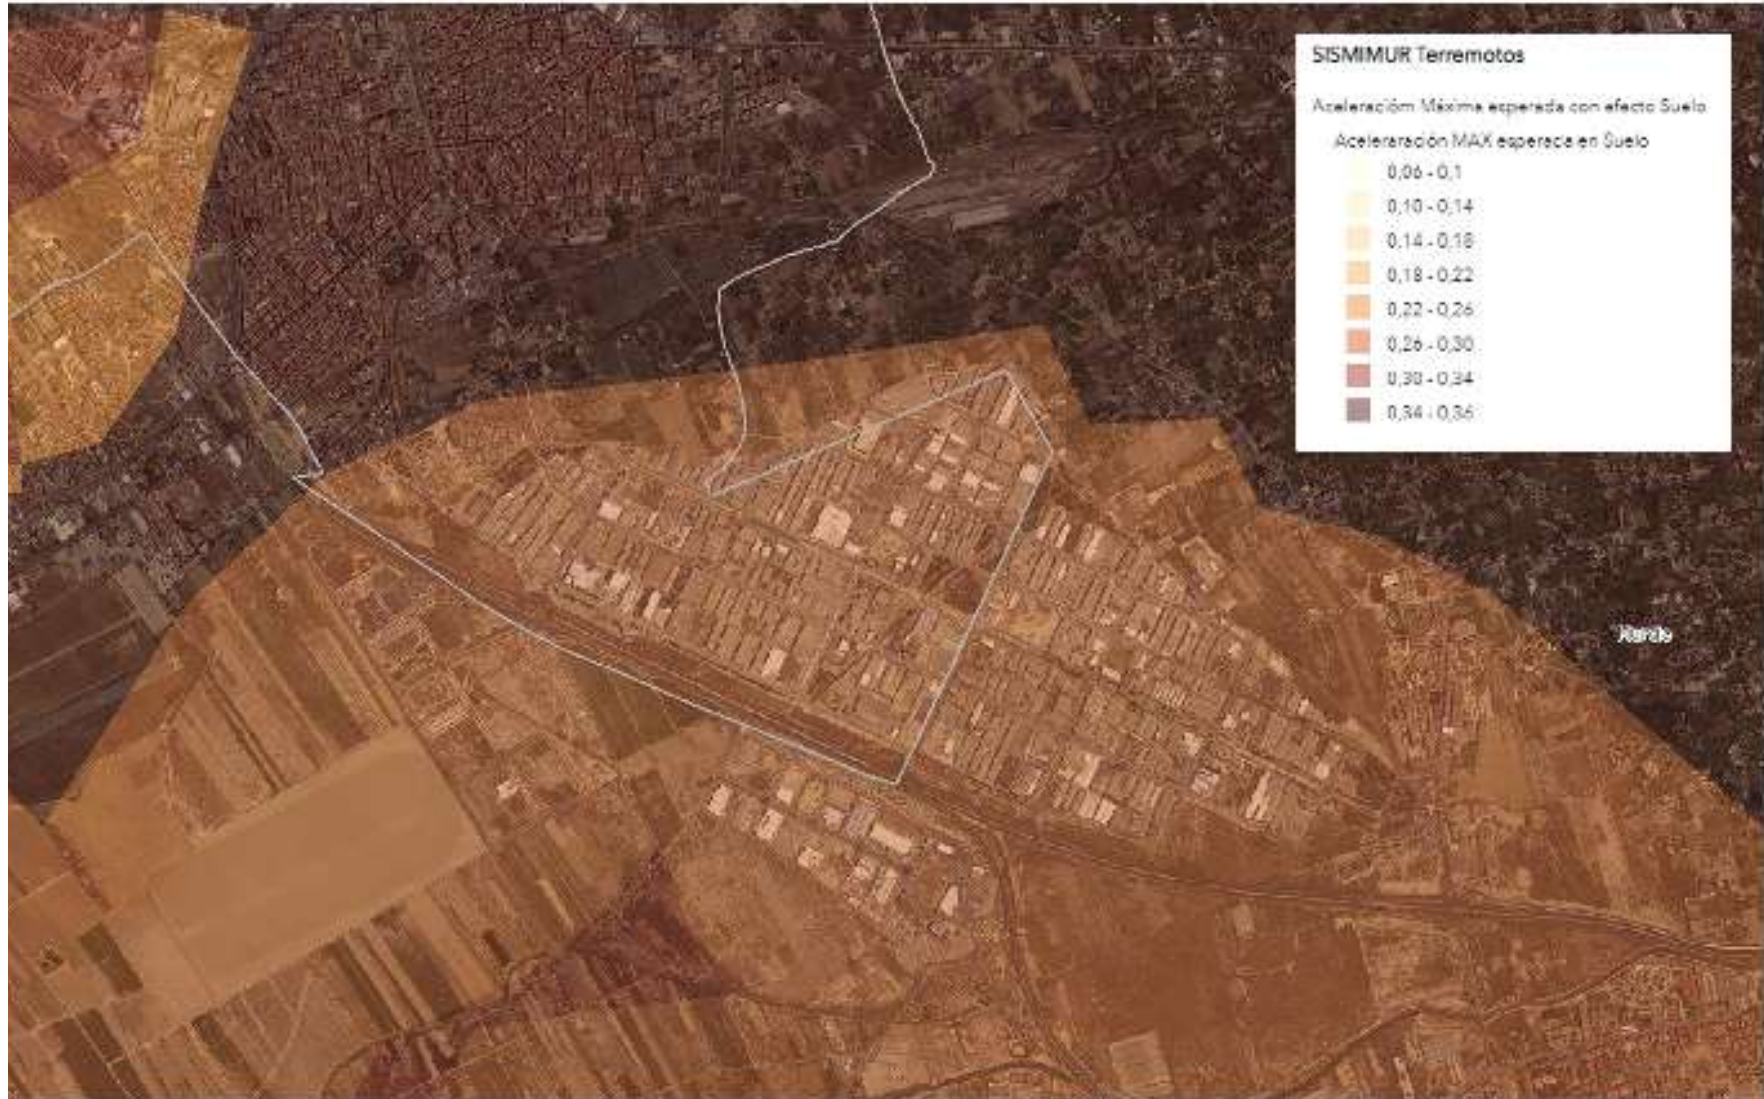 SISMIMUR Terremotos
Aceleracióm Máxima esperada con efecto Suelo
Aceleraración MAX esperada en Suelo
0,06 - 0,1
0,10 - 0,14
0,14 - 0,18
0,18 - 0,22
0,22 - 0,26
0,26 - 0,30
0,30 - 0,34
0,34 - 0,36